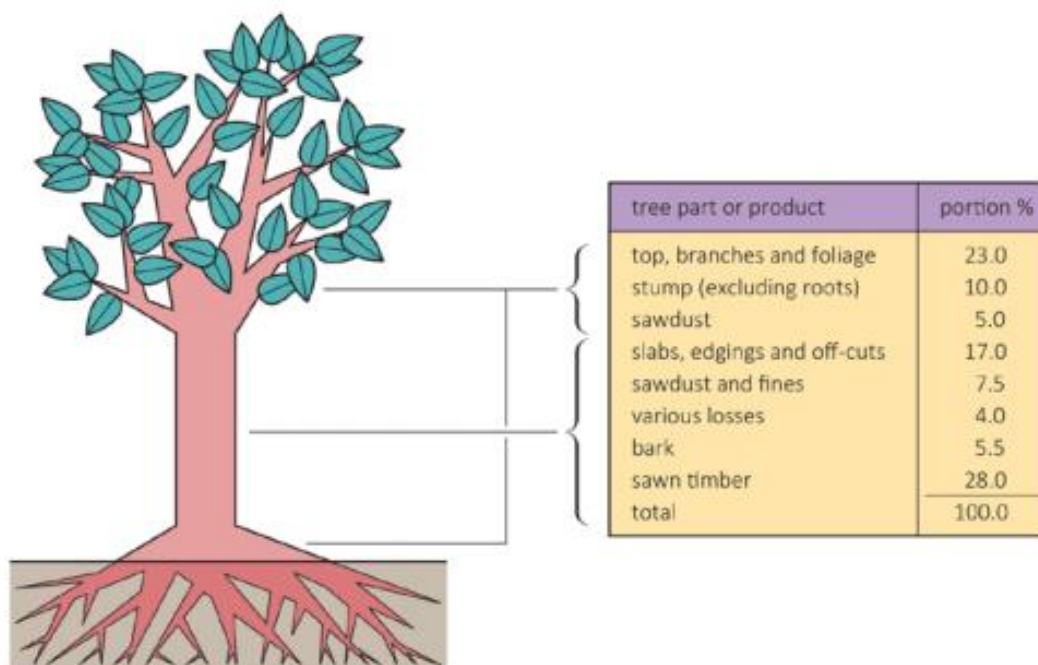 tree part or product portion %
top, branches and foliage 23.0
stump (excluding roots) 10.0
sawdust 5.0
slabs, edgings and off-cuts 17.0
sawdust and fines 7.5
various losses 4.0
bark 5.5
sawn timber 28.0
total 100.0